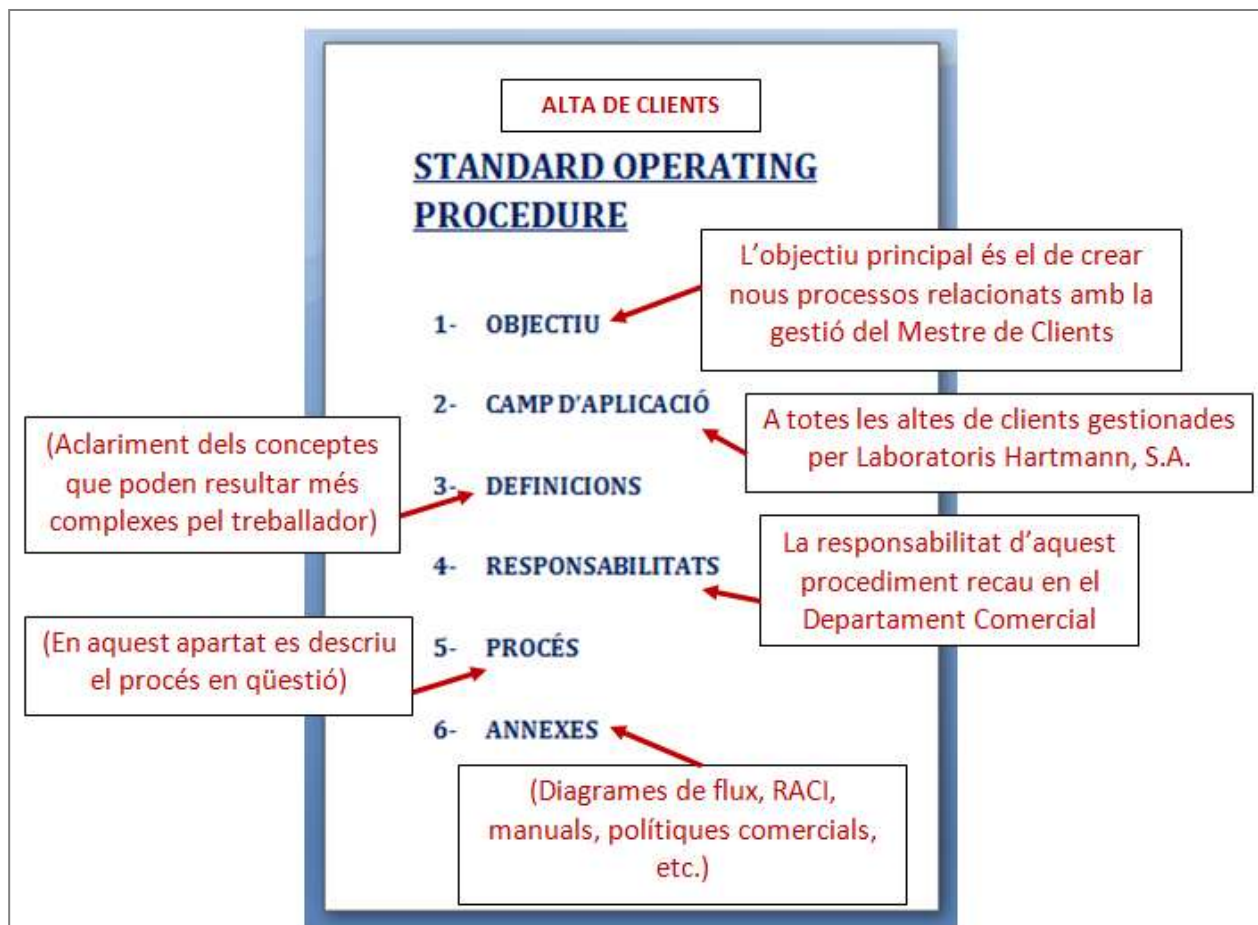 ALTA DE CLIENTS
STANDARD OPERATING
PROCEDURE
L'objectiu principal és el de crear
nous processos relacionats amb la
gestió del Mestre de Clients
1- OBJECTIU
2- CAMP D'APLICACIÓ
A totes les altes de clients gestionades
per Laboratoris Hartmann, S.A.
(Aclariment dels conceptes
que poden resultar més
complexes pel treballador)
3- DEFINICIONS
La responsabilitat d'aquest
procediment recau en el
Departament Comercial
4- RESPONSABILITATS
(En aquest apartat es descriu
el procés en qüestió)
5- PROCÉS
6- ANNEXES
(Diagrames de flux, RACI,
manuals, polítiques comercials,
etc.)